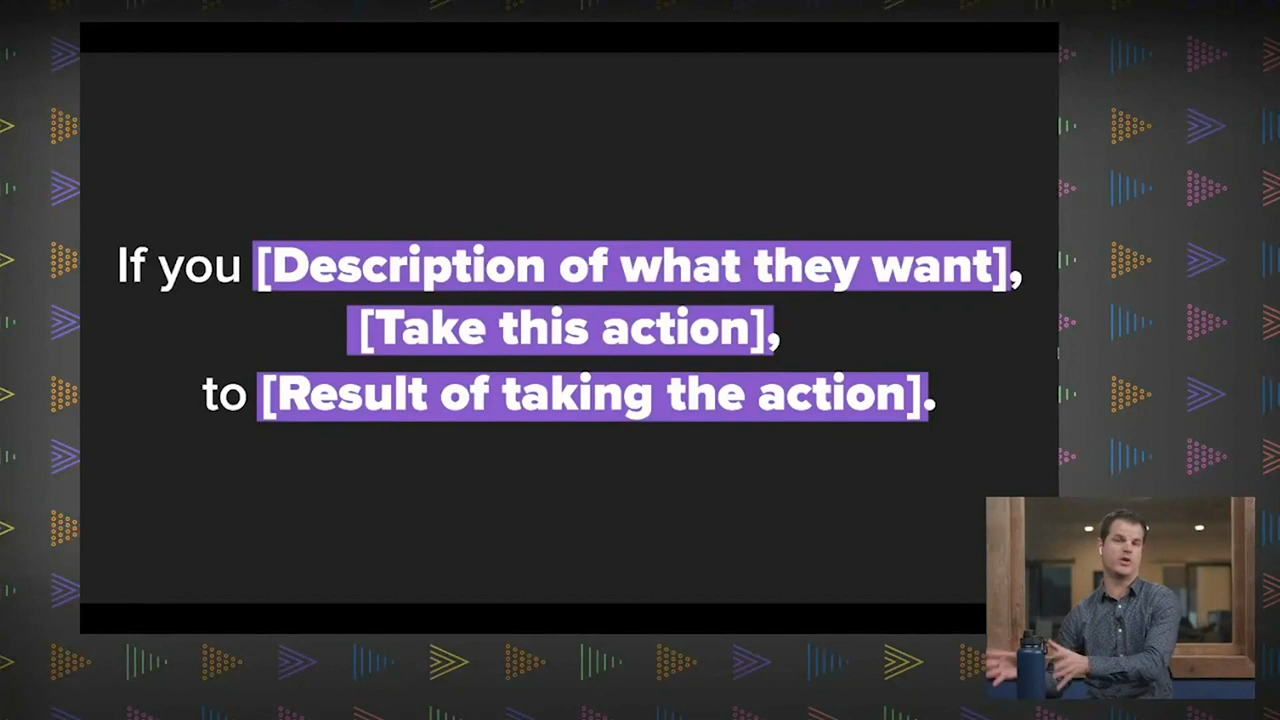 If you [Description of what they want],
[Take this action],
to [Result of taking the action].